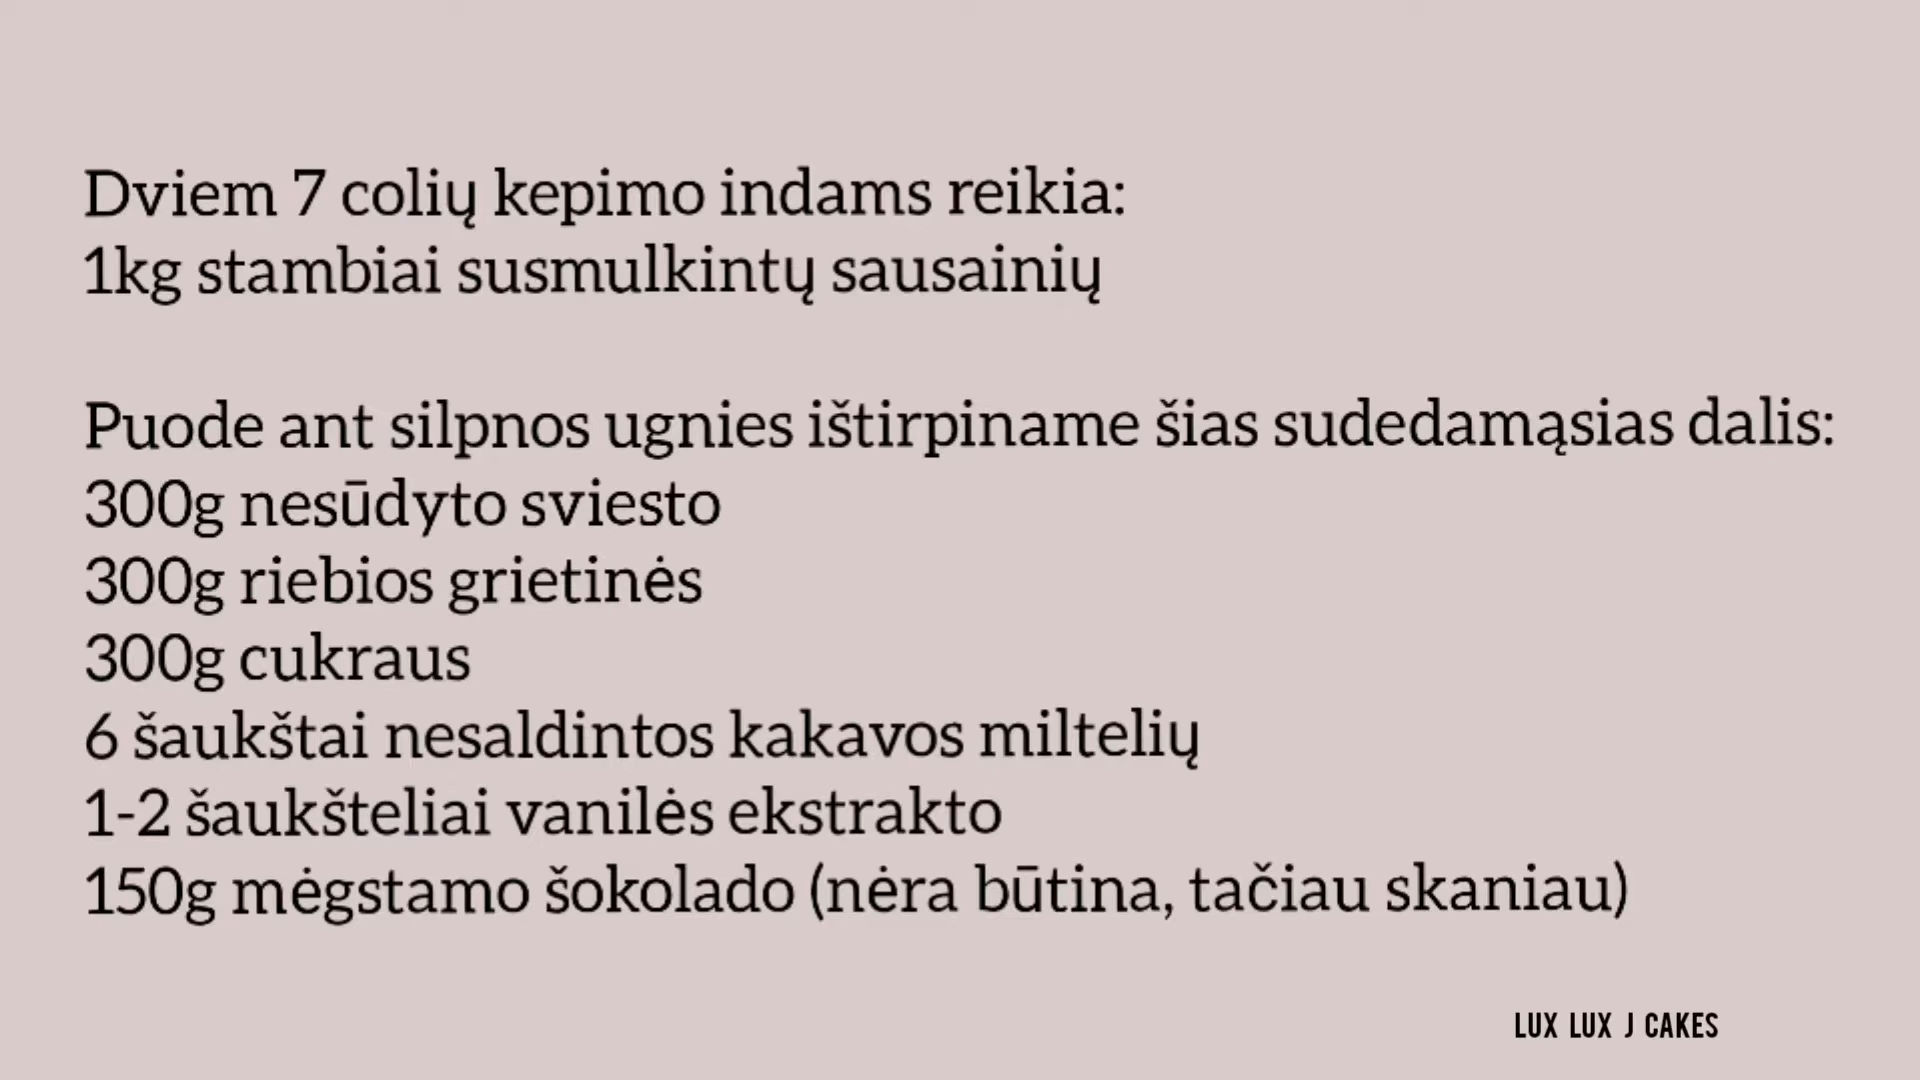 Dviem 7 colių kepimo indams reikia:
1kg stambiai susmulkintų sausainių
Puode ant silpnos ugnies ištirpiname šias sudedamąsias dalis:
300g nesūdyto sviesto
300g riebios grietinės
300g cukraus
6 šaukštai nesaldintos kakavos miltelių
1-2 šaukšteliai vanilės ekstrakto
150g mėgstamo šokolado (nėra būtina, tačiau skaniau)
LUX LUX J CAKES